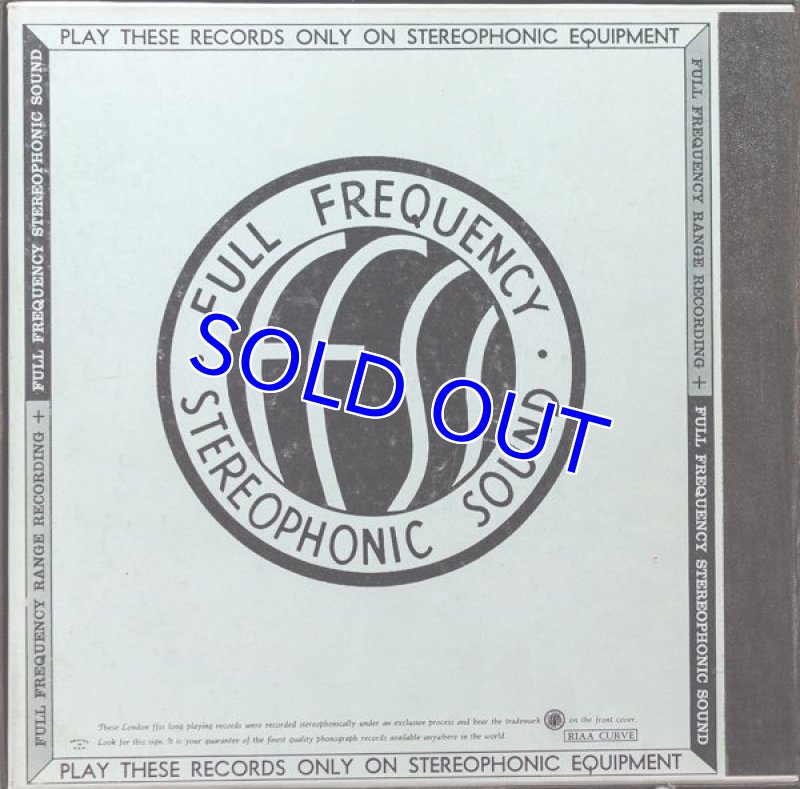 PLAY THESE RECORDS ONLY ON STEREOPHONIC EQUIPMENT
FULL FREQUENCY RANGE RECORDING + FULL FREQUENCY STEREOPHONIC SOUND
FULL FREQUENCY RANGE RECORDING + FULL FREQUENCY STEREOPHONIC SOUND
FULL FREQUENCY •
ffss
STEREOPHONIC SOUND
SOLD OUT
These London ffss long playing records were recorded stereophonically under an exclusive process and bear the trademark on the front cover.
Look for this sign. It is your guarantee of the finest quality phonograph records available anywhere in the world.
RIAA CURVE
PLAY THESE RECORDS ONLY ON STEREOPHONIC EQUIPMENT